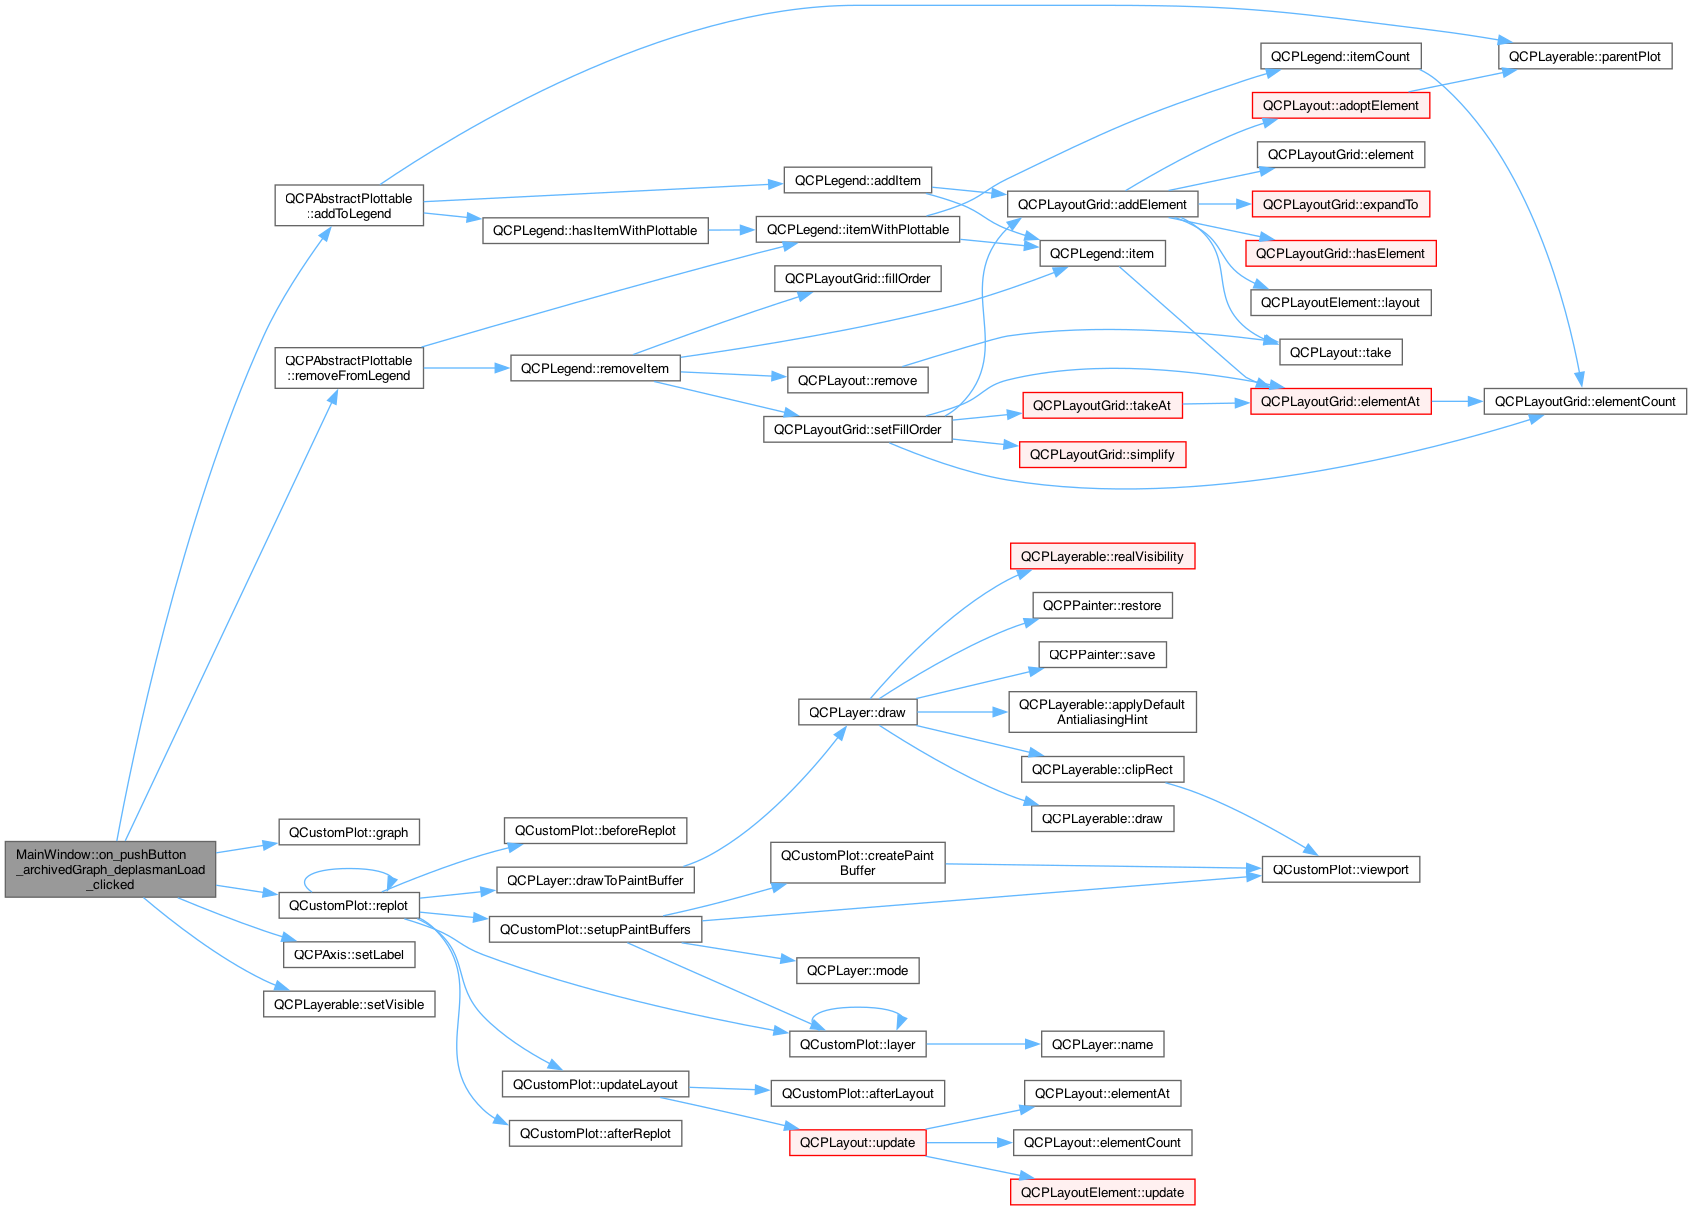 QCPLegend::itemCount
QCPLayerable::parentPlot
QCPLayout::adoptElement
QCPLayoutGrid::element
QCPLegend::addItem
QCPAbstractPlottable
::addToLegend
QCPLayoutGrid::addElement
QCPLayoutGrid::expandTo
QCPLegend::hasItemWithPlottable
QCPLegend::itemWithPlottable
QCPLegend::item
QCPLayoutGrid::hasElement
QCPLayoutGrid::fillOrder
QCPLayoutElement::layout
QCPAbstractPlottable
::removeFromLegend
QCPLegend::removeItem
QCPLayout::take
QCPLayout::remove
QCPLayoutGrid::takeAt
QCPLayoutGrid::elementAt
QCPLayoutGrid::elementCount
QCPLayoutGrid::setFillOrder
QCPLayoutGrid::simplify
QCPLayerable::realVisibility
QCPPainter::restore
QCPPainter::save
QCPLayer::draw
QCPLayerable::applyDefault
AntialiasingHint
QCPLayerable::clipRect
QCPLayerable::draw
QCustomPlot::graph
QCustomPlot::beforeReplot
MainWindow::on_pushButton
_archivedGraph_deplasmanLoad
_clicked
QCustomPlot::createPaint
Buffer
QCustomPlot::viewport
QCPLayer::drawToPaintBuffer
QCustomPlot::replot
QCustomPlot::setupPaintBuffers
QCPAxis::setLabel
QCPLayer::mode
QCPLayerable::setVisible
QCustomPlot::layer
QCPLayer::name
QCustomPlot::updateLayout
QCustomPlot::afterLayout
QCPLayout::elementAt
QCustomPlot::afterReplot
QCPLayout::update
QCPLayout::elementCount
QCPLayoutElement::update